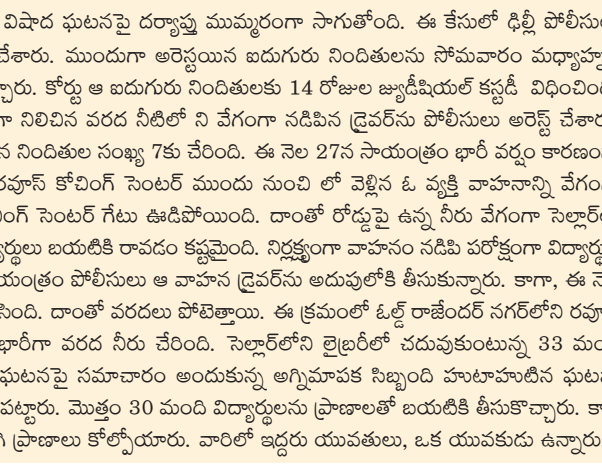 విషాద ఘటనపై దర్యాప్తు ముమ్మరంగా సాగుతోంది. ఈ కేసులో ఢిల్లీ పోలీసుల
చేశారు. ముందుగా అరెస్టయిన ఐదుగురు నిందితులను సోమవారం మధ్యాహ్న
్చారు. కోర్టు ఆ ఐదుగురు నిందితులకు 14 రోజుల జ్యుడీషియల్ కస్టడీ విధించింద
గా నిలిచిన వరద నీటిలో ని వేగంగా నడిపిన డ్రైవర్‌ను పోలీసులు అరెస్ట్ చేశార
న నిందితుల సంఖ్య 7కు చేరింది. ఈ నెల 27న సాయంత్రం భారీ వర్షం కారణం
రవూస్ కోచింగ్ సెంటర్ ముందు నుంచి లో వెళ్లిన ఓ వ్యక్తి వాహనాన్ని వేగం
ింగ్ సెంటర్ గేటు ఊడిపోయింది. దాంతో రోడ్డుపై ఉన్న నీరు వేగంగా సెల్లార్‌ల
్యర్థులు బయటికి రావడం కష్టమైంది. నిర్లక్ష్యంగా వాహనం నడిపి పరోక్షంగా విద్యార్థు
యంత్రం పోలీసులు ఆ వాహన డ్రైవర్‌ను అదుపులోకి తీసుకున్నారు. కాగా, ఈ నె
సింది. దాంతో వరదలు పోటెత్తాయి. ఈ క్రమంలో ఓల్డ్ రాజేందర్ నగర్‌లోని రవూ
భారీగా వరద నీరు చేరింది. సెల్లార్‌లోని లైబ్రరీలో చదువుకుంటున్న 33 మం
ఘటనపై సమాచారం అందుకున్న అగ్నిమాపక సిబ్బంది హుటాహుటిన ఘట
పట్టారు. మొత్తం 30 మంది విద్యార్థులను ప్రాణాలతో బయటికి తీసుకొచ్చారు. కా
ి ప్రాణాలు కోల్పోయారు. వారిలో ఇద్దరు యువతులు, ఒక యువకుడు ఉన్నారు